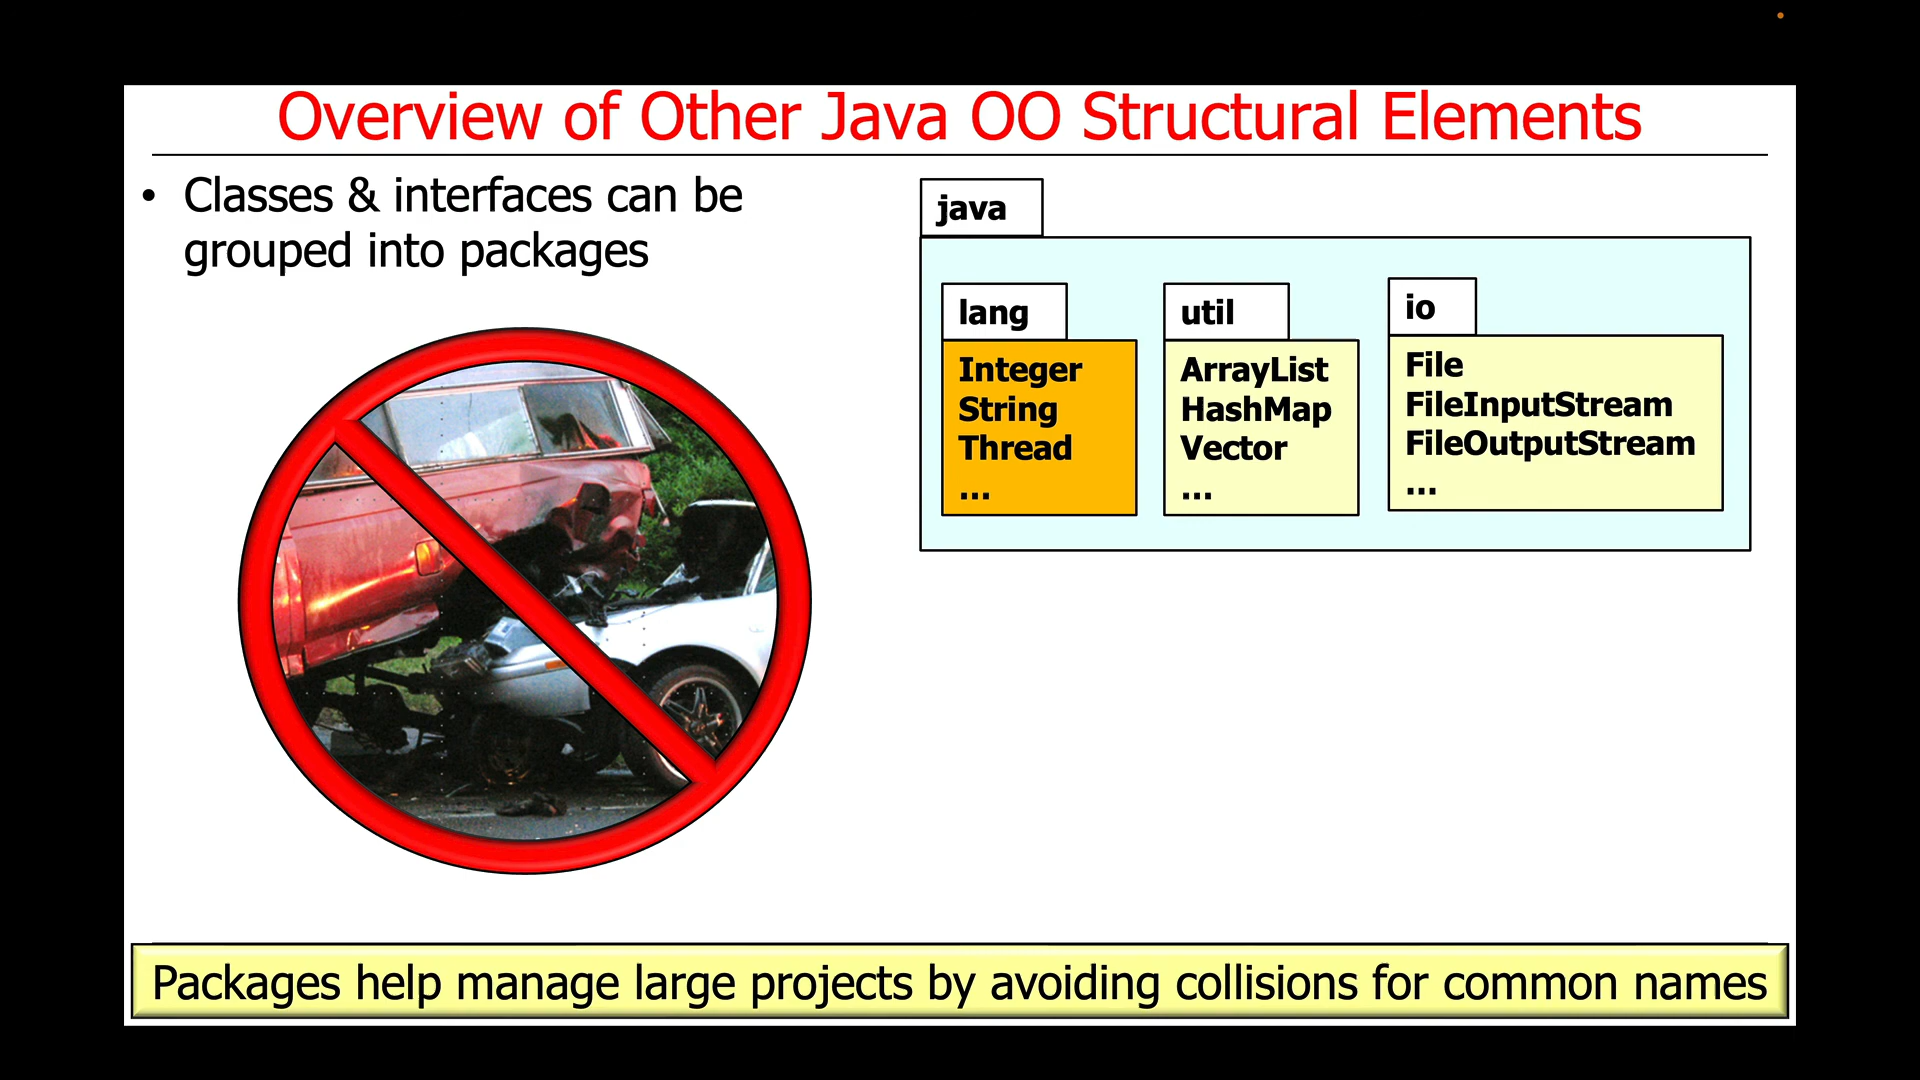 Overview of Other Java OO Structural Elements
• Classes & interfaces can be
grouped into packages
java
lang
Integer
String
Thread
...
util
ArrayList
HashMap
Vector
...
io
File
FileInputStream
FileOutputStream
...
Packages help manage large projects by avoiding collisions for common names